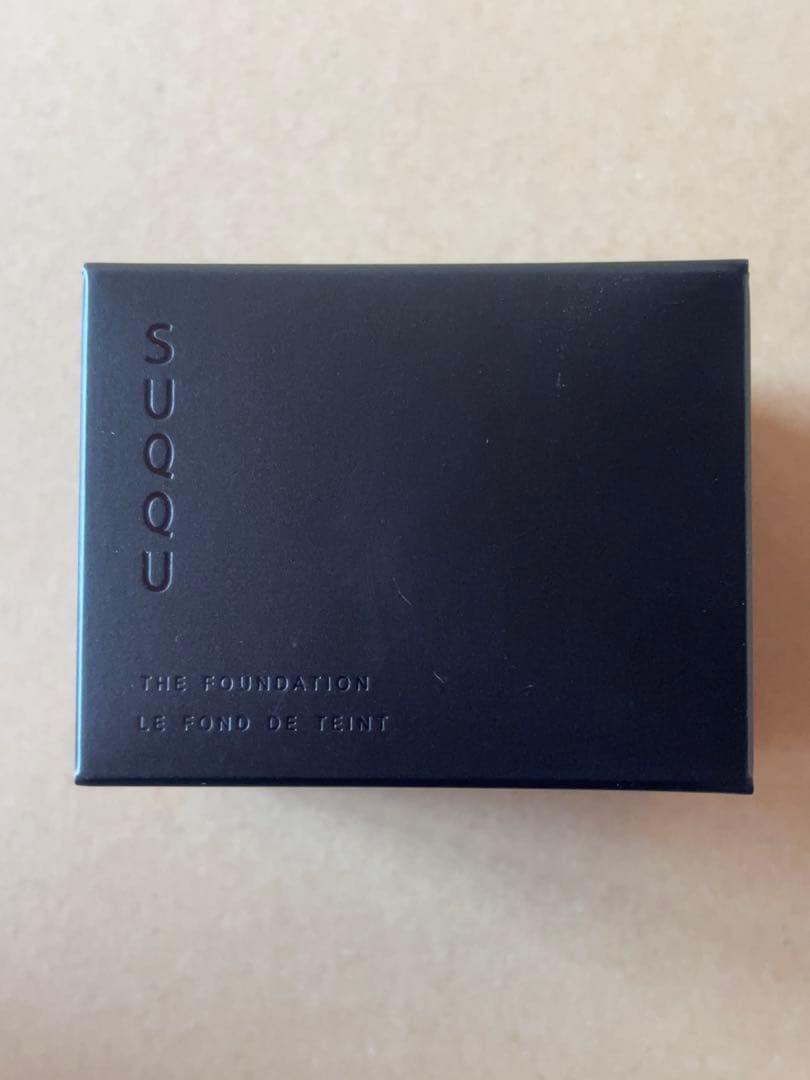 SUQQU
THE FOUNDATION
LE FOND DE TEINT